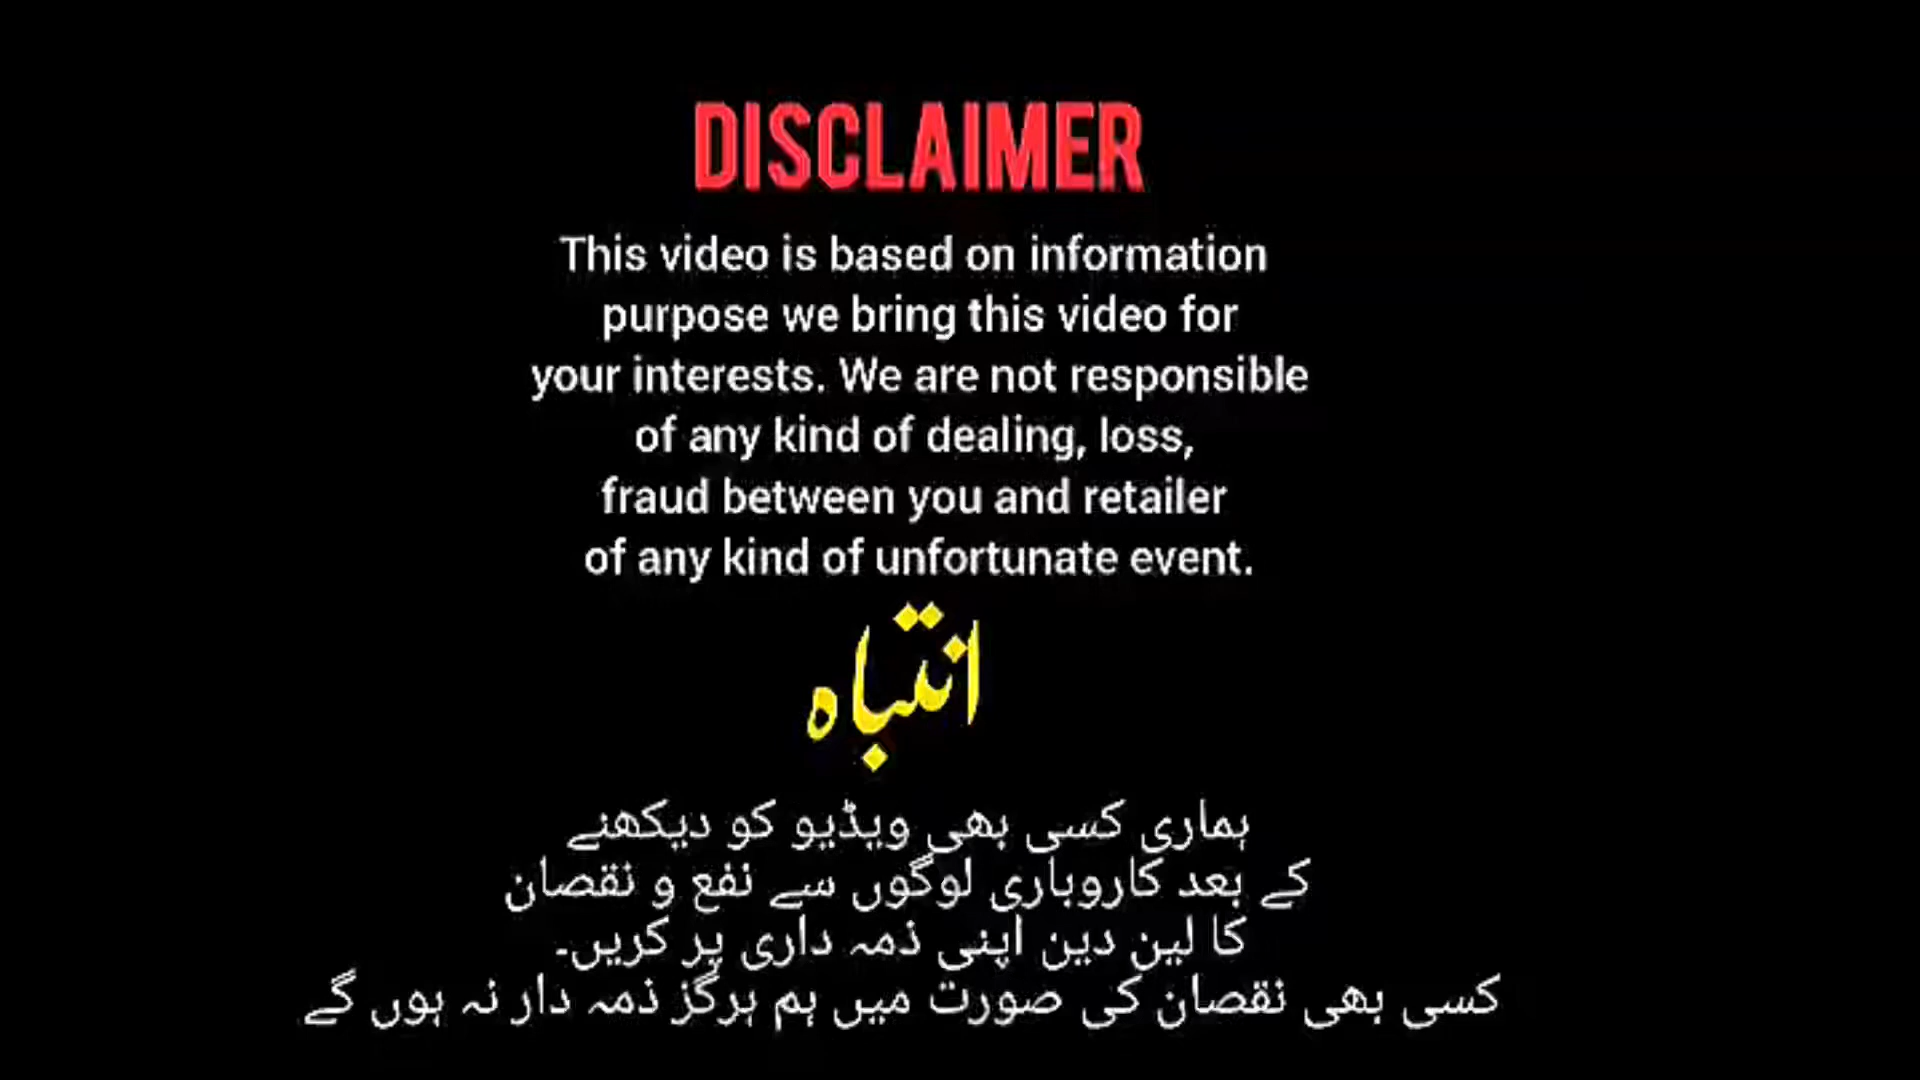 DISCLAIMER
This video is based on information
purpose we bring this video for
your interests. We are not responsible
of any kind of dealing, loss,
fraud between you and retailer
of any kind of unfortunate event.
انتباہ
ہماری کسی بھی ویڈیو کو دیکھنے
کے بعد کاروباری لوگوں سے نفع و نقصان
کا لین دین اپنی ذمہ داری پر کریں۔
کسی بھی نقصان کی صورت میں ہم ہرگز ذمہ دار نہ ہوں گے